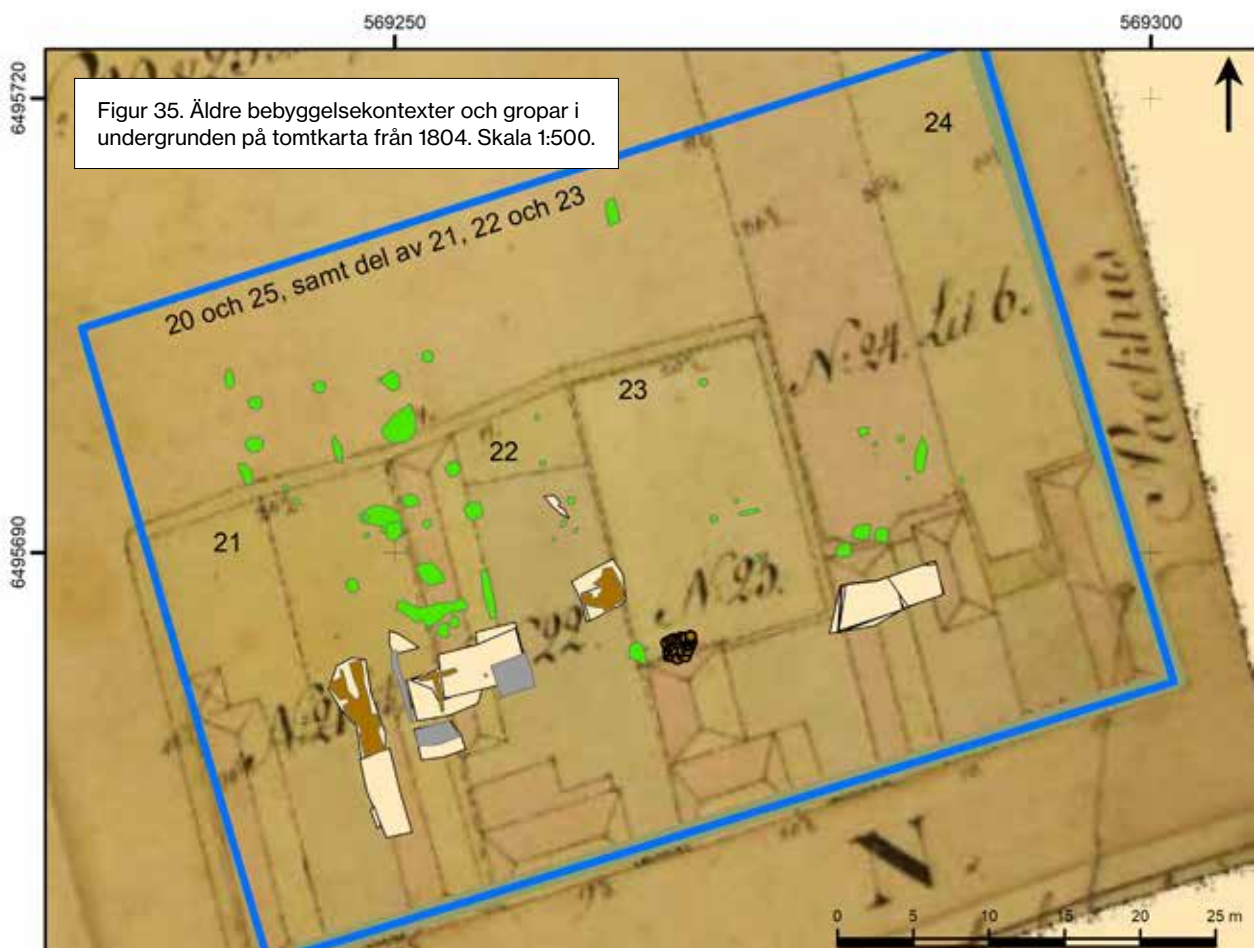 569250
569300
6495720
Figur 35. Äldre bebyggelsekontexter och gropar i
undergrunden på tomtkarta från 1804. Skala 1:500.
24
20 och 25, samt del av 21, 22 och 23
N: 24. Lit 6.
23
22
21
6495690
N: 23.
22.
N: 21
N
0 5 10 15 20 25 m